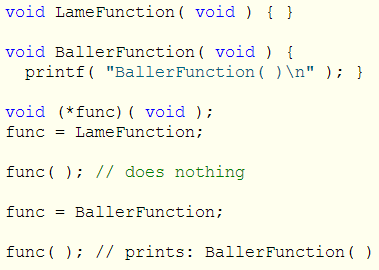 void LameFunction( void ) { }
void BallerFunction( void ) {
  printf( "BallerFunction( )\n" ); }
void (*func)( void );
func = LameFunction;
func( ); // does nothing
func = BallerFunction;
func( ); // prints: BallerFunction( )